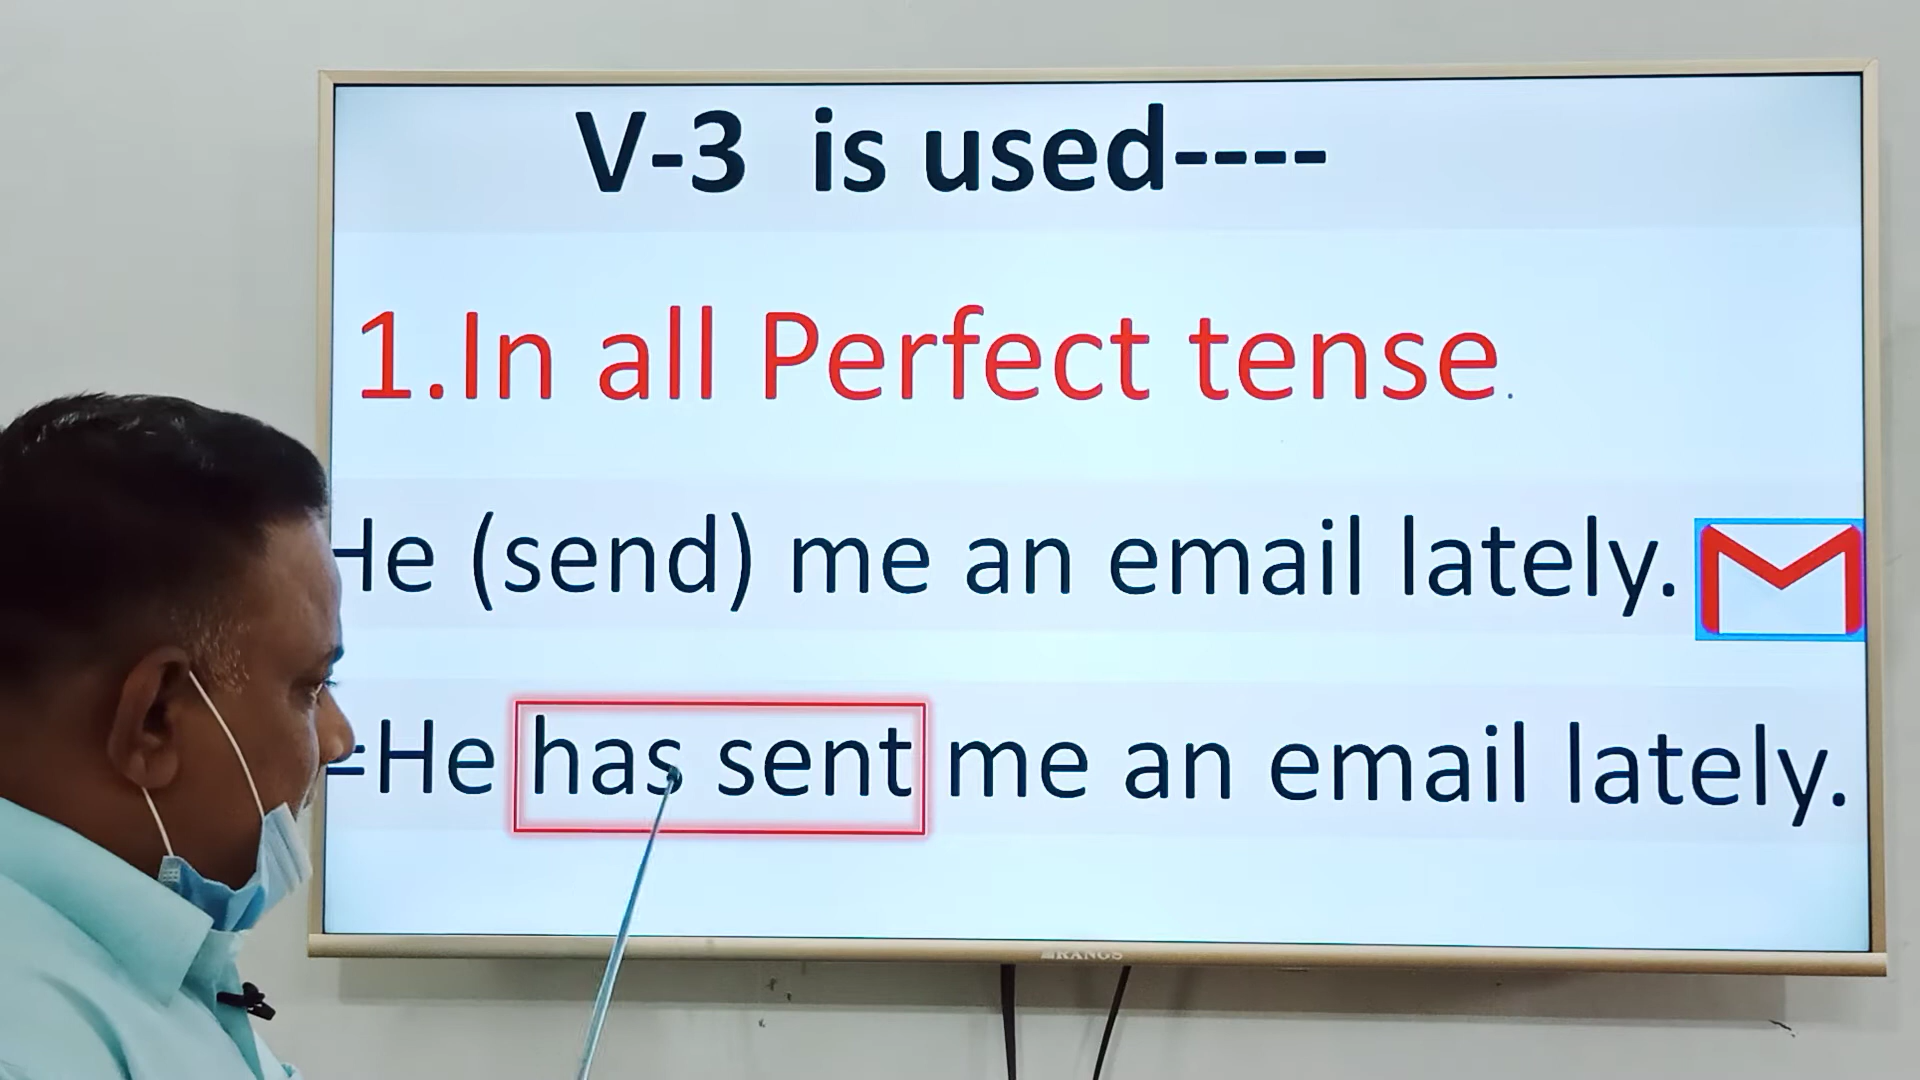 V-3 is used----
1.In all Perfect tense.
He (send) me an email lately.
=He has sent me an email lately.
RANGS